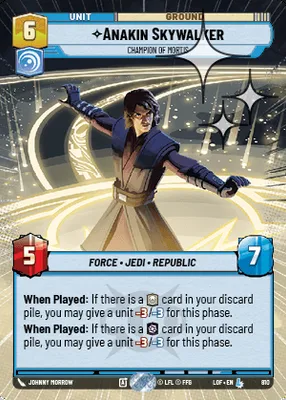 UNIT GROUND
6 ANAKIN SKYWALKER
CHAMPION OF MORTIS
5 7
FORCE • JEDI • REPUBLIC
When Played: If there is a card in your discard
pile, you may give a unit -3/-3 for this phase.
When Played: If there is a card in your discard
pile, you may give a unit -3/-3 for this phase.
JOHNNY MORROW © LFL © FFG LOF • EN 810